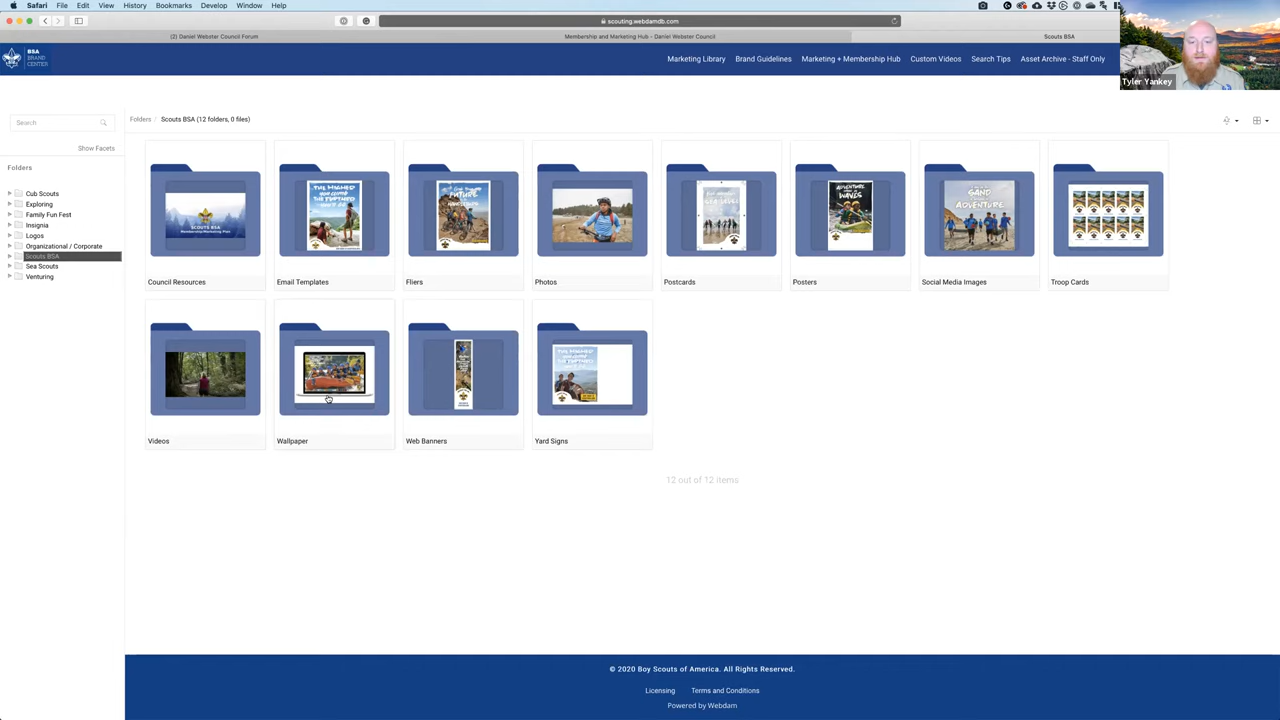 Safari File Edit View History Bookmarks Develop Window Help
scouting.webdamdb.com
(2) Daniel Webster Council Forum
Membership and Marketing Hub - Daniel Webster Council
Scouts BSA
BSA
BRAND
CENTER
Marketing Library Brand Guidelines Marketing + Membership Hub Custom Videos Search Tips Asset Archive - Staff Only
Tyler Yankey
Search
Show Facets
Folders
Cub Scouts
Exploring
Family Fun Fest
Insignia
Logos
Organizational / Corporate
Scouts BSA
Sea Scouts
Venturing
Folders / Scouts BSA (12 folders, 0 files)
SCOUTS BSA
Membership/Marketing Plan
FUTURE
ADVENTURE
WAVES
SAND
ADVENTURE
Council Resources
Email Templates
Fliers
Photos
Postcards
Posters
Social Media Images
Troop Cards
Videos
Wallpaper
Web Banners
Yard Signs
12 out of 12 items
© 2020 Boy Scouts of America. All Rights Reserved.
Licensing Terms and Conditions
Powered by Webdam